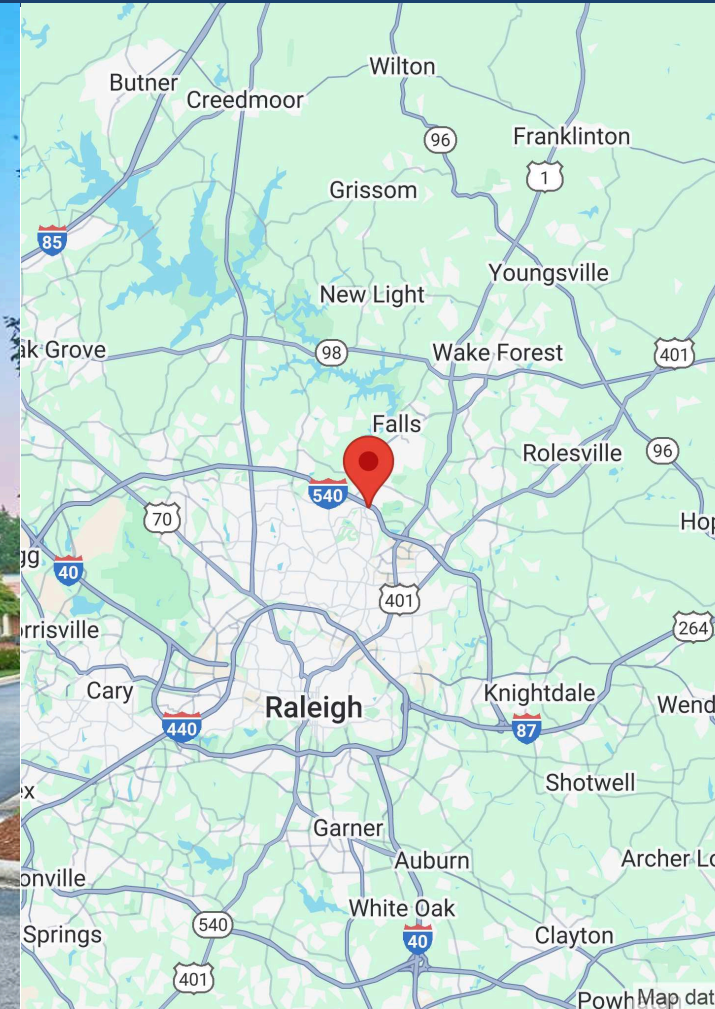 Wilton
Butner
Creedmoor
96
Franklinton
1
Grissom
85
Youngsville
New Light
ak Grove
98
Wake Forest
401
Falls
Rolesville
96
540
70
Hop
gg
40
401
rrisville
264
Cary
Knightdale
Wend
Raleigh
440
87
ex
Shotwell
Garner
Auburn
Archer Lo
onville
White Oak
540
Springs
40
Clayton
401
Map dat